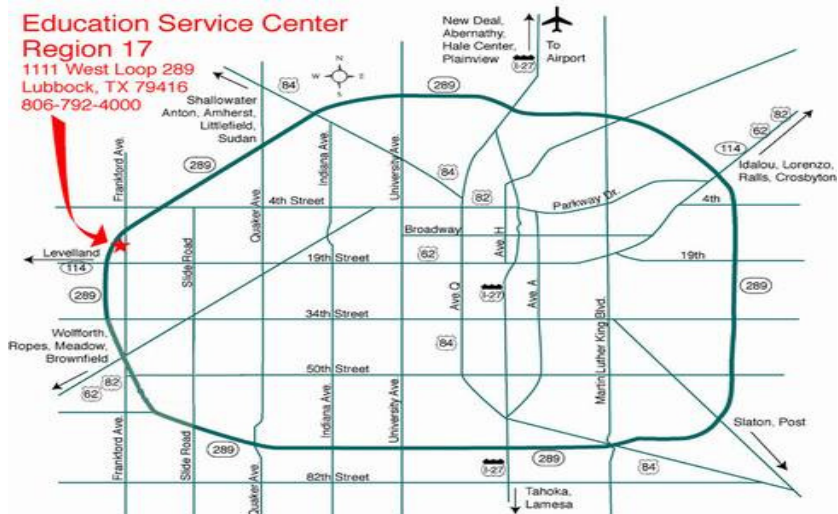 Education Service Center
Region 17
1111 West Loop 289
Lubbock, TX 79416
806-792-4000
New Deal,
Abernathy,
Hale Center,
Plainview
I-27
To
Airport
N
W E
S
84
289
Shallowater
Anton, Amherst,
Littlefield,
Sudan
289
Frankford Ave.
Quaker Ave
Indiana Ave.
University Ave.
82
62
114
Idalou, Lorenzo,
Ralls, Crosbyton
84
82
Parkway Dr.
4th Street
4th
Broadway
Ave. H
Levelland
114
Slide Road
19th Street
62
19th
289
I-27
Ave Q
Ave. A
Martin Luther King Blvd.
289
34th Street
Wolfforth,
Ropes, Meadow,
Brownfield
84
82
62
50th Street
Frankford Ave.
Slide Road
Quaker Ave
Indiana Ave.
University Ave.
Slaton, Post
289
I-27
289
84
82th Street
Tahoka,
Lamesa